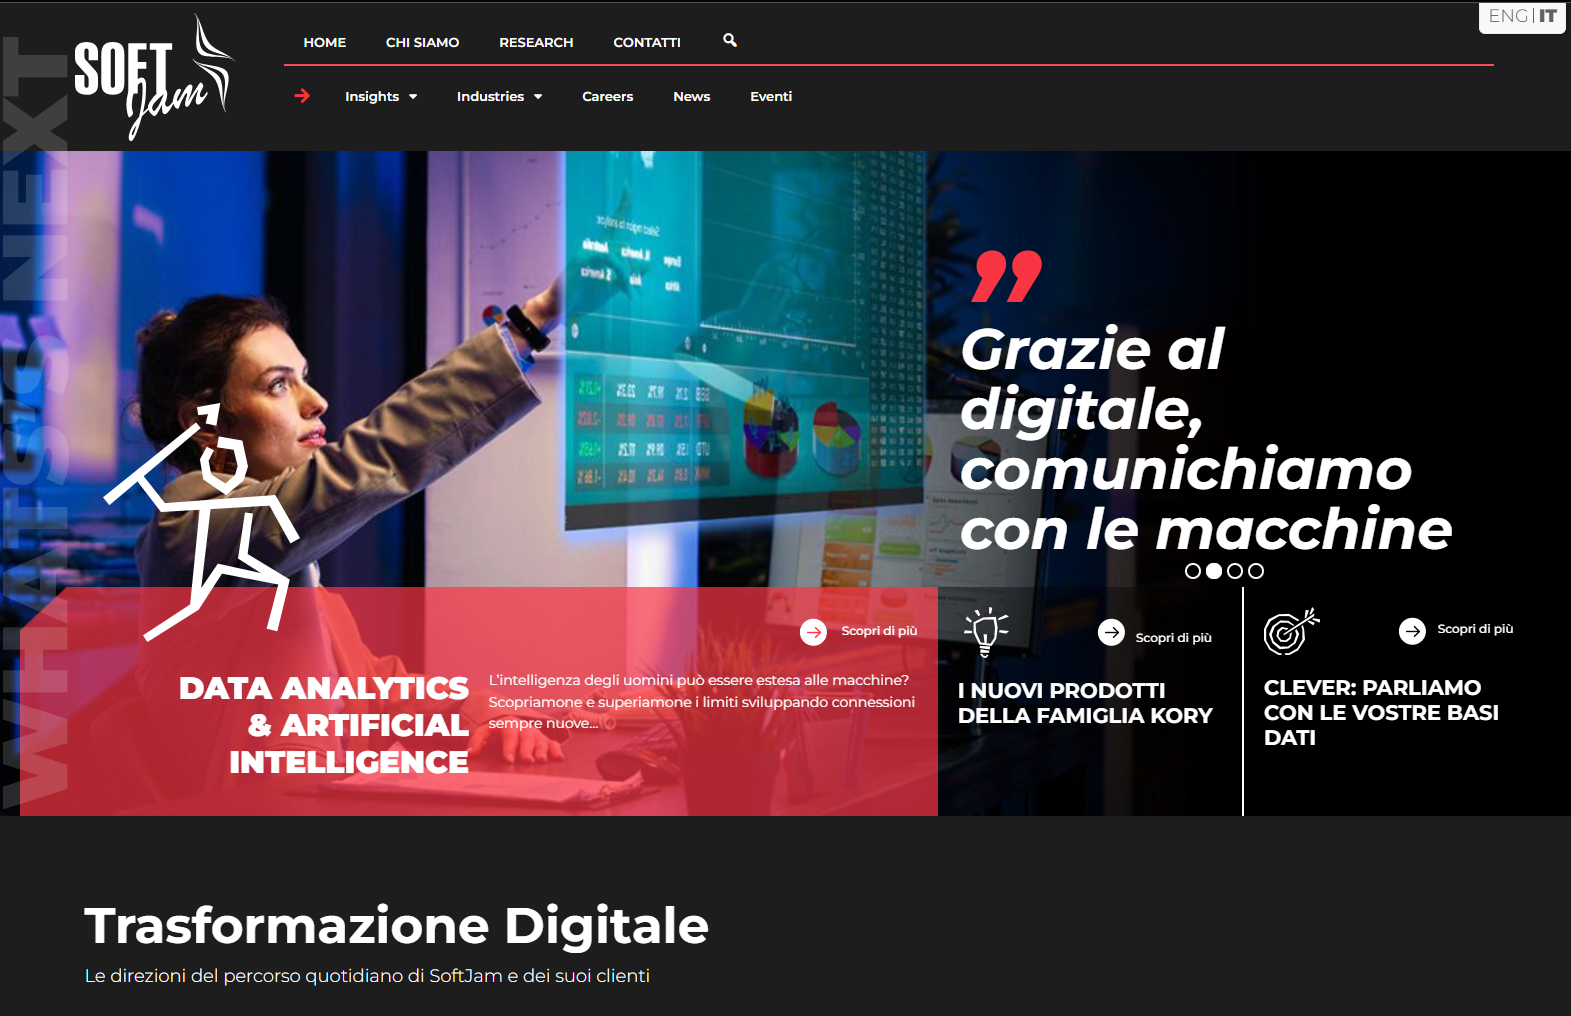 ENG | IT
SOFT
Jam
HOME CHI SIAMO RESEARCH CONTATTI
Insights Industries Careers News Eventi
WHAT'S NEXT
Grazie al
digitale,
comunichiamo
con le macchine
Scopri di più
DATA ANALYTICS
& ARTIFICIAL
INTELLIGENCE
L'intelligenza degli uomini può essere estesa alle macchine?
Scopriamone e superiamone i limiti sviluppando connessioni
sempre nuove...
Scopri di più
I NUOVI PRODOTTI
DELLA FAMIGLIA KORY
Scopri di più
CLEVER: PARLIAMO
CON LE VOSTRE BASI
DATI
Trasformazione Digitale
Le direzioni del percorso quotidiano di SoftJam e dei suoi clienti